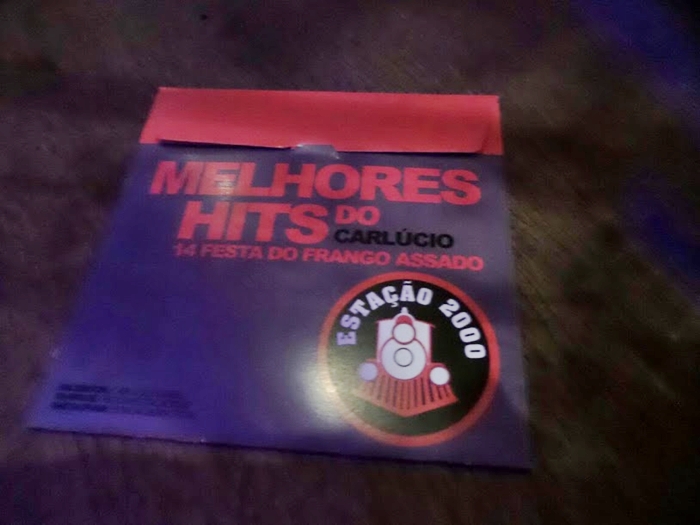 MELHORES
HITS DO
CARLÚCIO
14 FESTA DO FRANGO ASSADO
ESTAÇÃO 2000